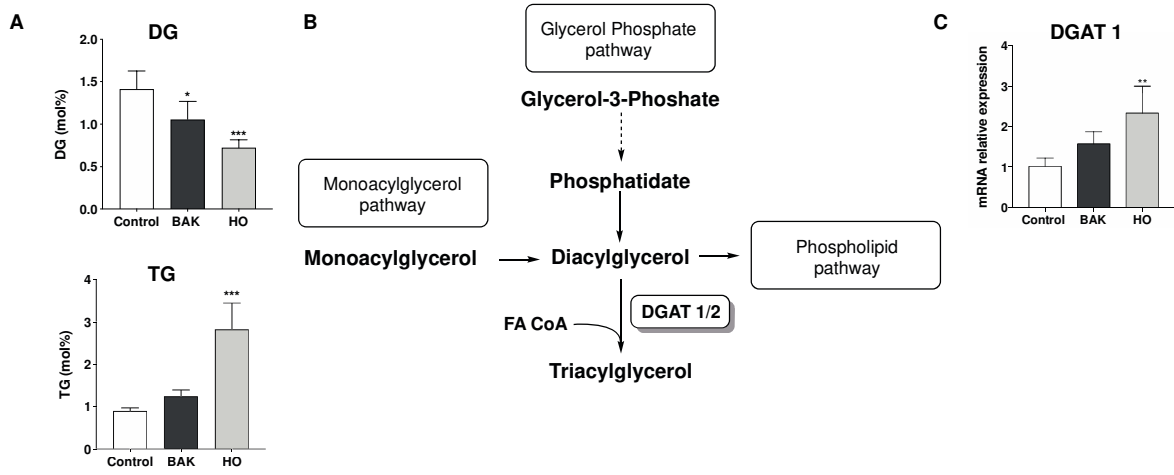 A
DG
DG (mol%)
2.0
1.5
1.0
0.5
0.0
*
***
Control BAK HO
TG
TG (mol%)
4
3
2
1
0
***
Control BAK HO
B
Glycerol Phosphate
pathway
Glycerol-3-Phoshate
Phosphatidate
Monoacylglycerol
pathway
Monoacylglycerol
Diacylglycerol
Phospholipid
pathway
DGAT 1/2
FA CoA
Triacylglycerol
C
DGAT 1
mRNA relative expression
4
3
2
1
0
**
Control BAK HO